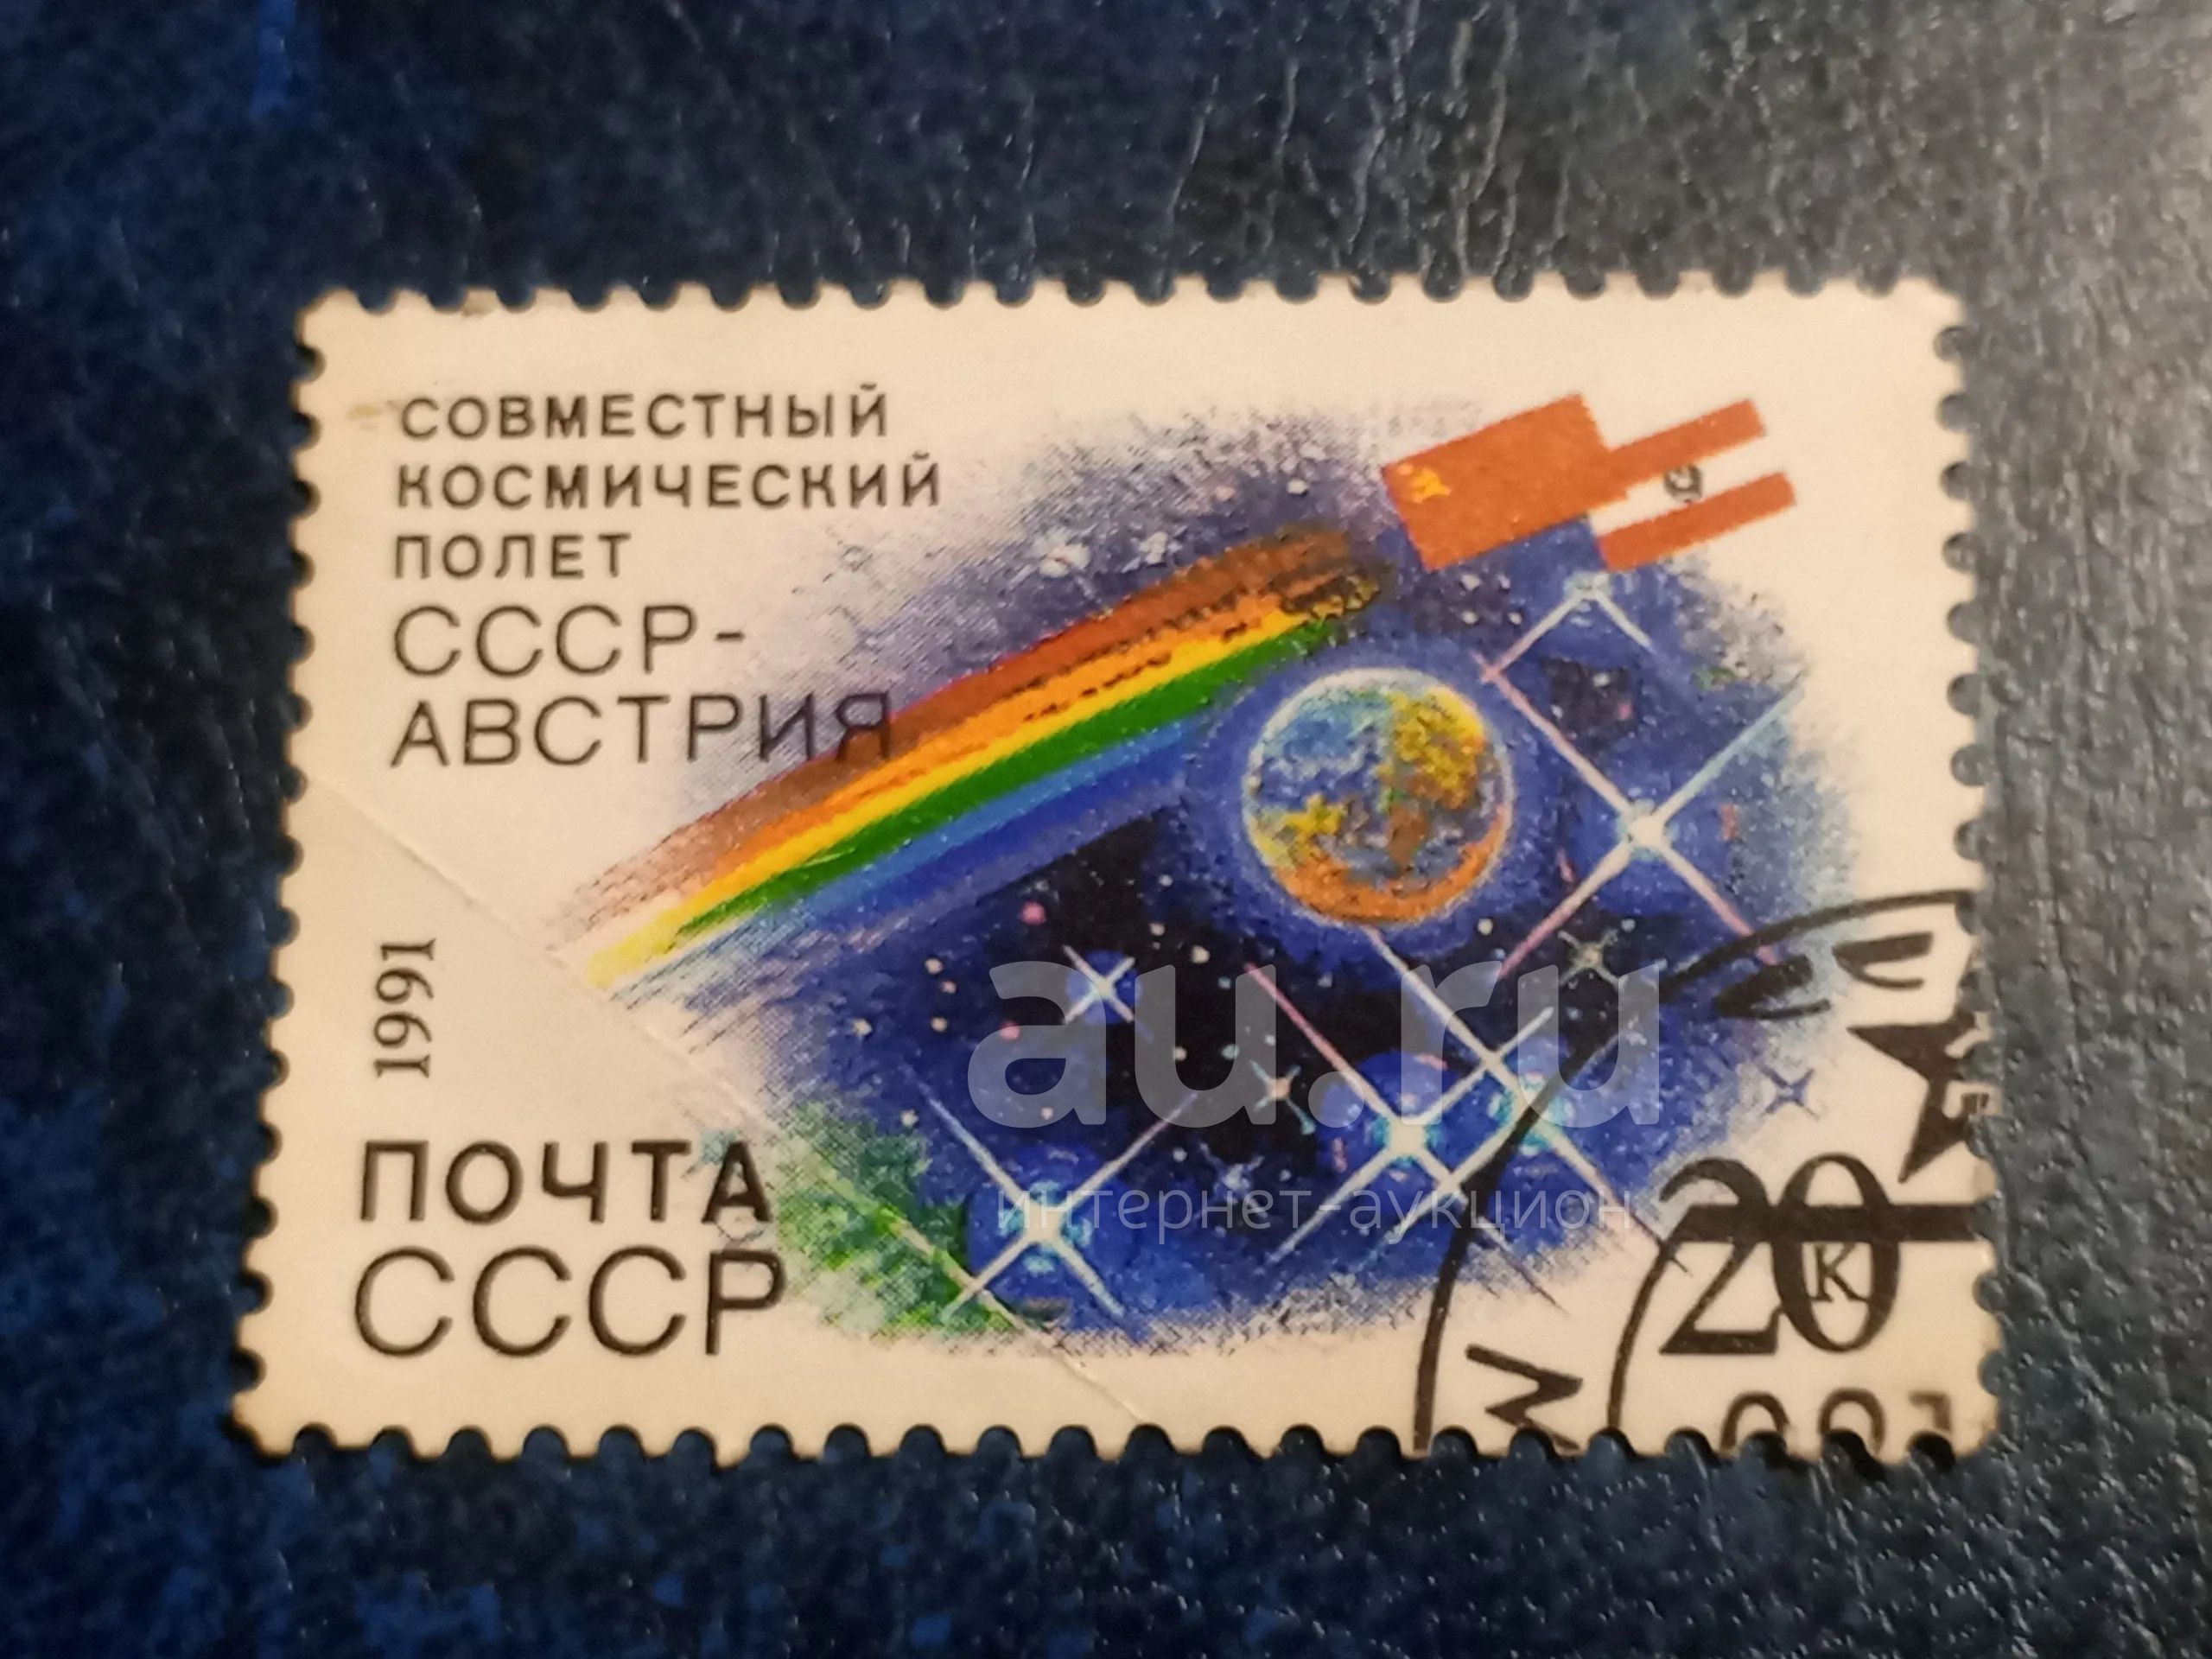 СОВМЕСТНЫЙ
КОСМИЧЕСКИЙ
ПОЛЕТ
СССР-
АВСТРИЯ
1991
ПОЧТА
СССР
20
к
au.ru
интернет-аукцион